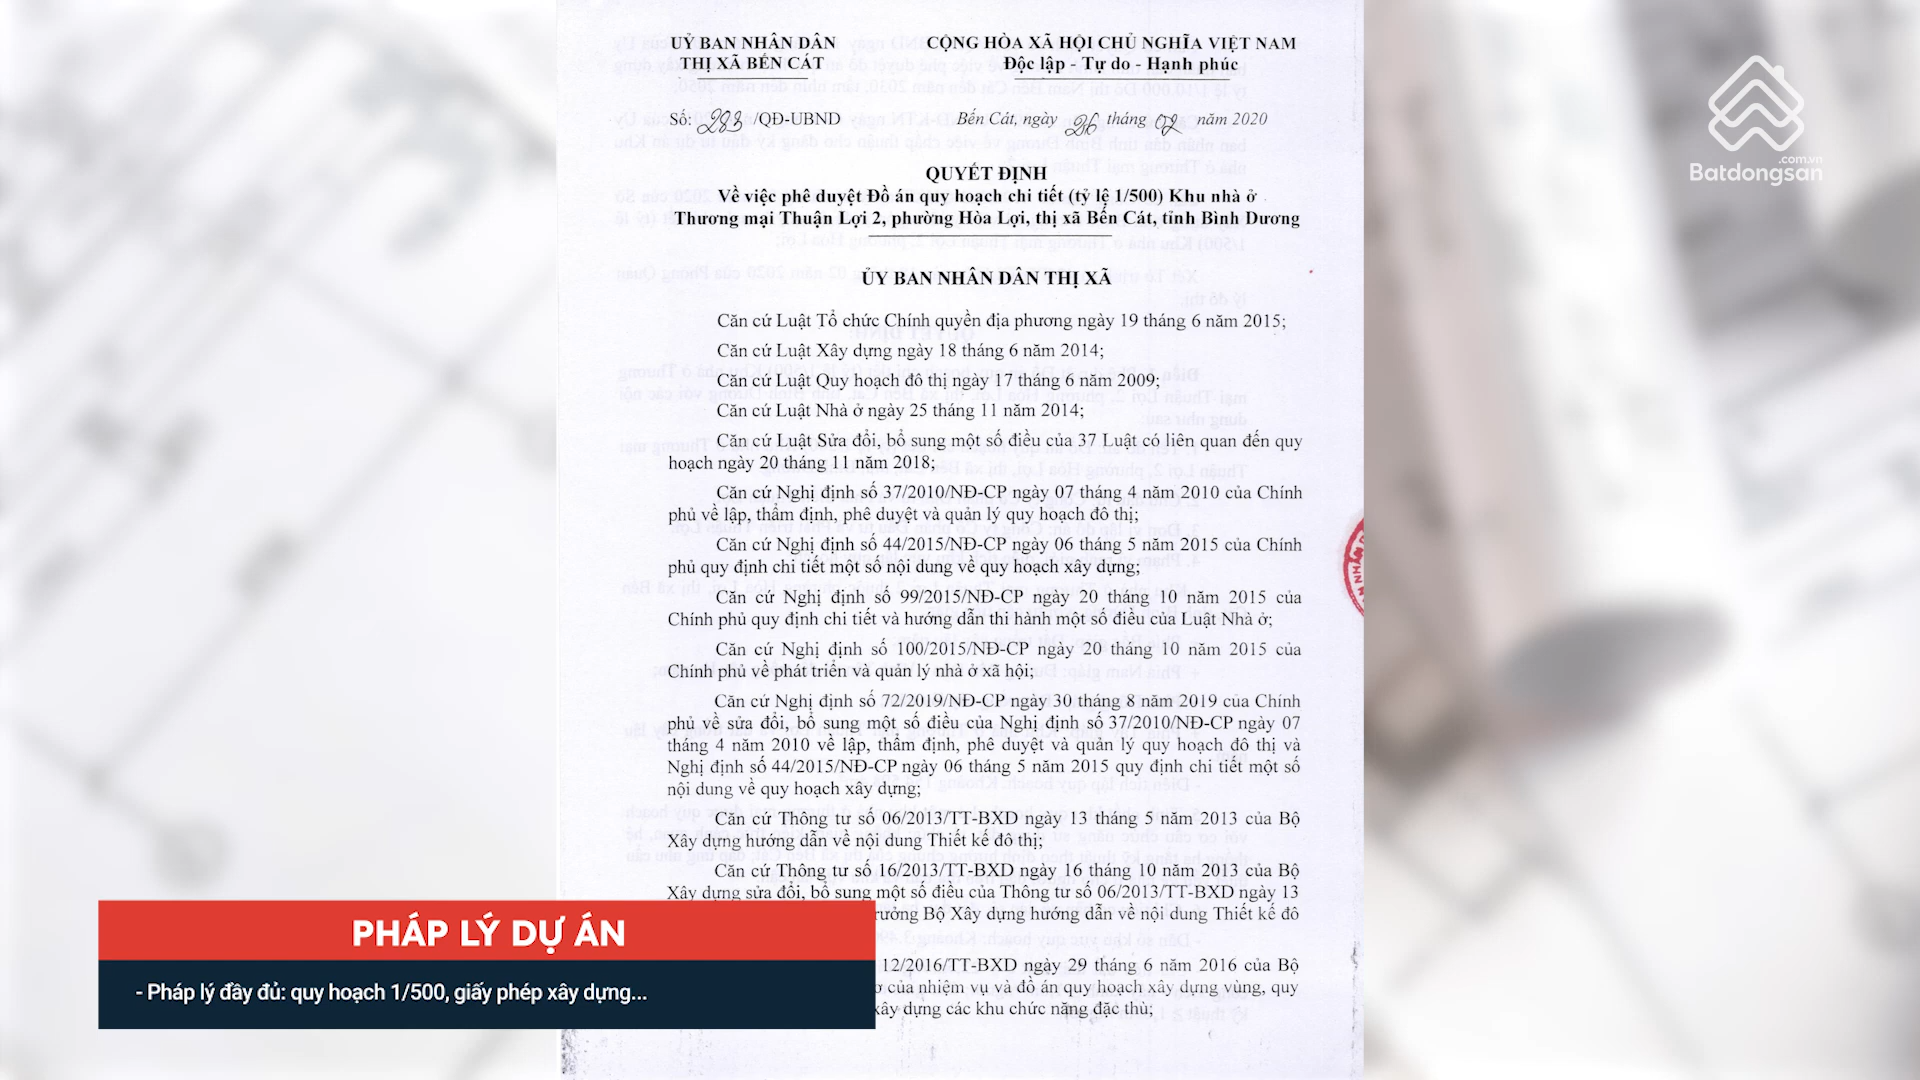 UỶ BAN NHÂN DÂN
THỊ XÃ BẾN CÁT
CỘNG HÒA XÃ HỘI CHỦ NGHĨA VIỆT NAM
Độc lập - Tự do - Hạnh phúc
Số: 283 /QĐ-UBND
Bến Cát, ngày 26 tháng 02 năm 2020
QUYẾT ĐỊNH
Về việc phê duyệt Đồ án quy hoạch chi tiết (tỷ lệ 1/500) Khu nhà ở
Thương mại Thuận Lợi 2, phường Hòa Lợi, thị xã Bến Cát, tỉnh Bình Dương
ỦY BAN NHÂN DÂN THỊ XÃ
Căn cứ Luật Tổ chức Chính quyền địa phương ngày 19 tháng 6 năm 2015;
Căn cứ Luật Xây dựng ngày 18 tháng 6 năm 2014;
Căn cứ Luật Quy hoạch đô thị ngày 17 tháng 6 năm 2009;
Căn cứ Luật Nhà ở ngày 25 tháng 11 năm 2014;
Căn cứ Luật Sửa đổi, bổ sung một số điều của 37 Luật có liên quan đến quy
hoạch ngày 20 tháng 11 năm 2018;
Căn cứ Nghị định số 37/2010/NĐ-CP ngày 07 tháng 4 năm 2010 của Chính
phủ về lập, thẩm định, phê duyệt và quản lý quy hoạch đô thị;
Căn cứ Nghị định số 44/2015/NĐ-CP ngày 06 tháng 5 năm 2015 của Chính
phủ quy định chi tiết một số nội dung về quy hoạch xây dựng;
Căn cứ Nghị định số 99/2015/NĐ-CP ngày 20 tháng 10 năm 2015 của
Chính phủ quy định chi tiết và hướng dẫn thi hành một số điều của Luật Nhà ở;
Căn cứ Nghị định số 100/2015/NĐ-CP ngày 20 tháng 10 năm 2015 của
Chính phủ về phát triển và quản lý nhà ở xã hội;
Căn cứ Nghị định số 72/2019/NĐ-CP ngày 30 tháng 8 năm 2019 của Chính
phủ về sửa đổi, bổ sung một số điều của Nghị định số 37/2010/NĐ-CP ngày 07
tháng 4 năm 2010 về lập, thẩm định, phê duyệt và quản lý quy hoạch đô thị và
Nghị định số 44/2015/NĐ-CP ngày 06 tháng 5 năm 2015 quy định chi tiết một số
nội dung về quy hoạch xây dựng;
Căn cứ Thông tư số 06/2013/TT-BXD ngày 13 tháng 5 năm 2013 của Bộ
Xây dựng hướng dẫn về nội dung Thiết kế đô thị;
Căn cứ Thông tư số 16/2013/TT-BXD ngày 16 tháng 10 năm 2013 của Bộ
Xây dựng sửa đổi, bổ sung một số điều của Thông tư số 06/2013/TT-BXD ngày 13
trưởng Bộ Xây dựng hướng dẫn về nội dung Thiết kế đô
12/2016/TT-BXD ngày 29 tháng 6 năm 2016 của Bộ
của nhiệm vụ và đồ án quy hoạch xây dựng vùng, quy
xây dựng các khu chức năng đặc thù;
PHÁP LÝ DỰ ÁN
- Pháp lý đầy đủ: quy hoạch 1/500, giấy phép xây dựng...
Batdongsan.com.vn